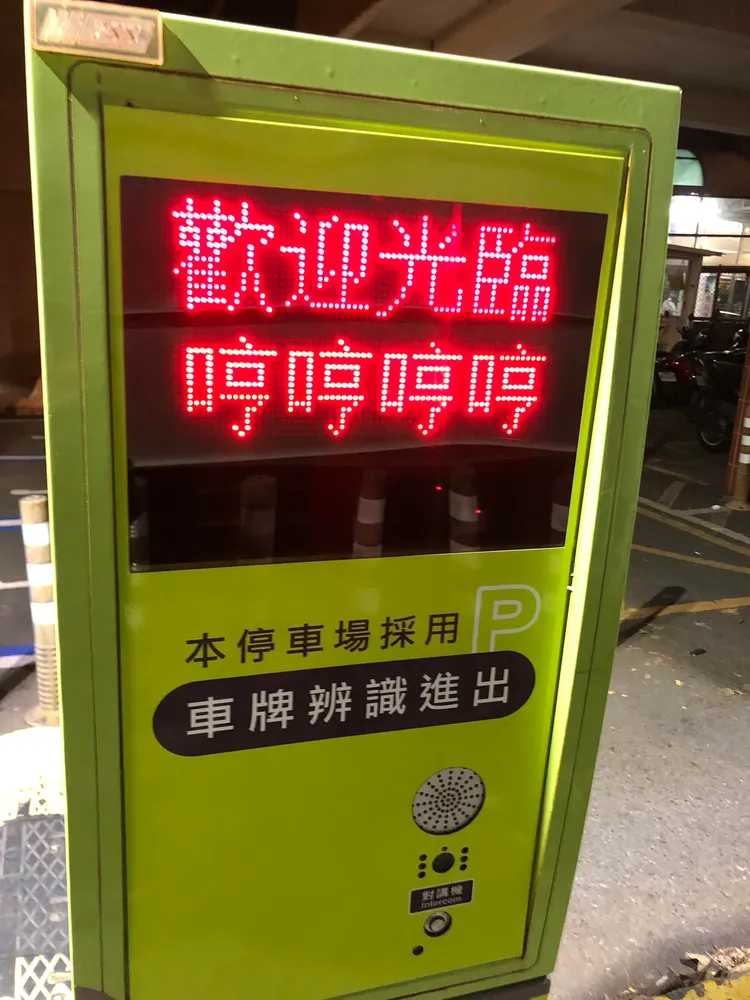 歡迎光臨
哼哼哼哼
本停車場採用
P
車牌辨識進出
對講機
Intercom